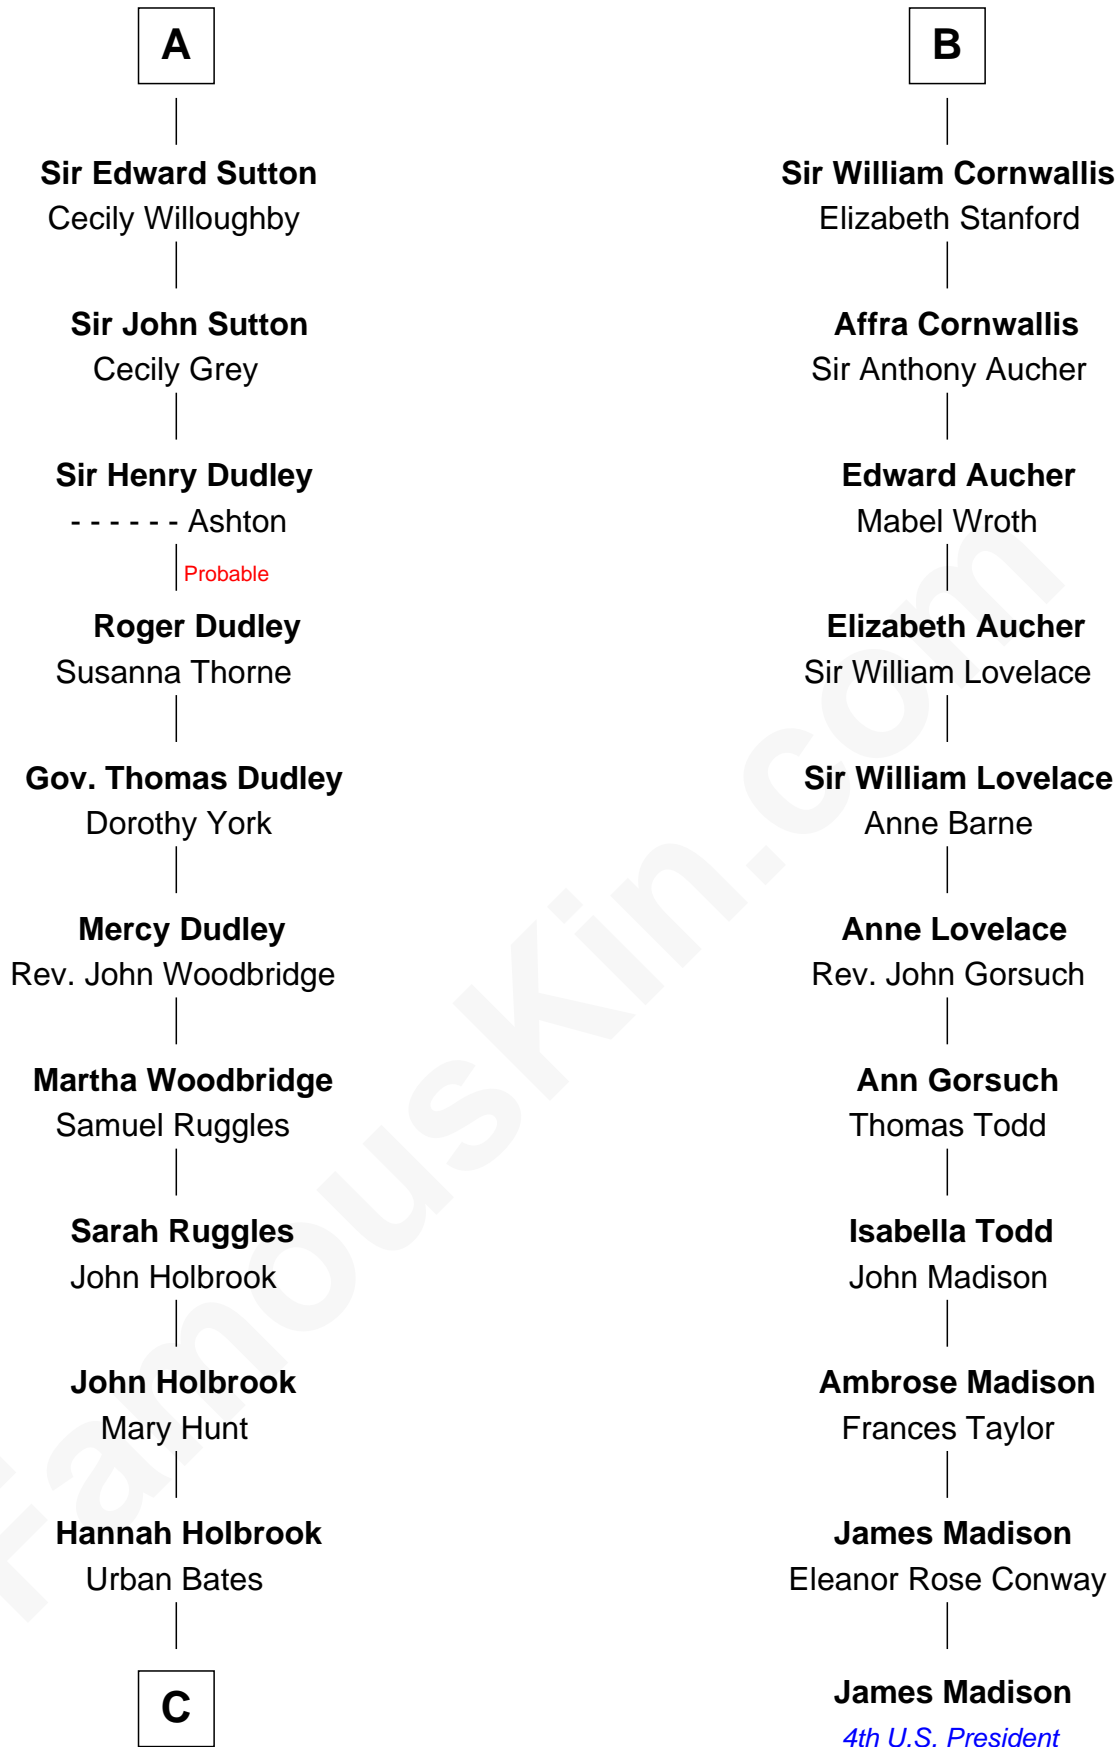 A
Sir Edward Sutton
Cecily Willoughby
Sir John Sutton
Cecily Grey
Sir Henry Dudley
- - - - - - Ashton
Probable
Roger Dudley
Susanna Thorne
Gov. Thomas Dudley
Dorothy York
Mercy Dudley
Rev. John Woodbridge
Martha Woodbridge
Samuel Ruggles
Sarah Ruggles
John Holbrook
John Holbrook
Mary Hunt
Hannah Holbrook
Urban Bates
C
B
Sir William Cornwallis
Elizabeth Stanford
Affra Cornwallis
Sir Anthony Aucher
Edward Aucher
Mabel Wroth
Elizabeth Aucher
Sir William Lovelace
Sir William Lovelace
Anne Barne
Anne Lovelace
Rev. John Gorsuch
Ann Gorsuch
Thomas Todd
Isabella Todd
John Madison
Ambrose Madison
Frances Taylor
James Madison
Eleanor Rose Conway
James Madison
4th U.S. President
FamousKin.com